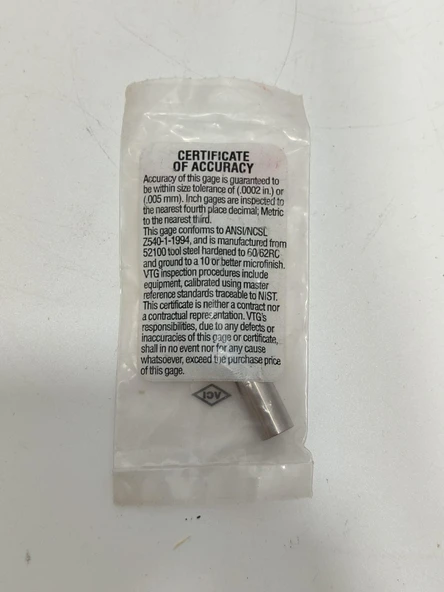 CERTIFICATE
OF ACCURACY
Accuracy of this gage is guaranteed to
be within size tolerance of (.0002 in.) or
(.005 mm). Inch gages are inspected to
the nearest fourth place decimal; Metric
to the nearest third.
This gage conforms to ANSI/NCSL
Z540-1-1994, and is manufactured from
52100 tool steel hardened to 60/62RC
and ground to a 10 or better microfinish.
VTG inspection procedures include
equipment, calibrated using master
reference standards traceable to NIST.
This certificate is neither a contract nor
a contractual representation. VTG's
responsibilities, due to any defects or
inaccuracies of this gage or certificate,
shall in no event nor for any cause
whatsoever, exceed the purchase price
of this gage.
ACI